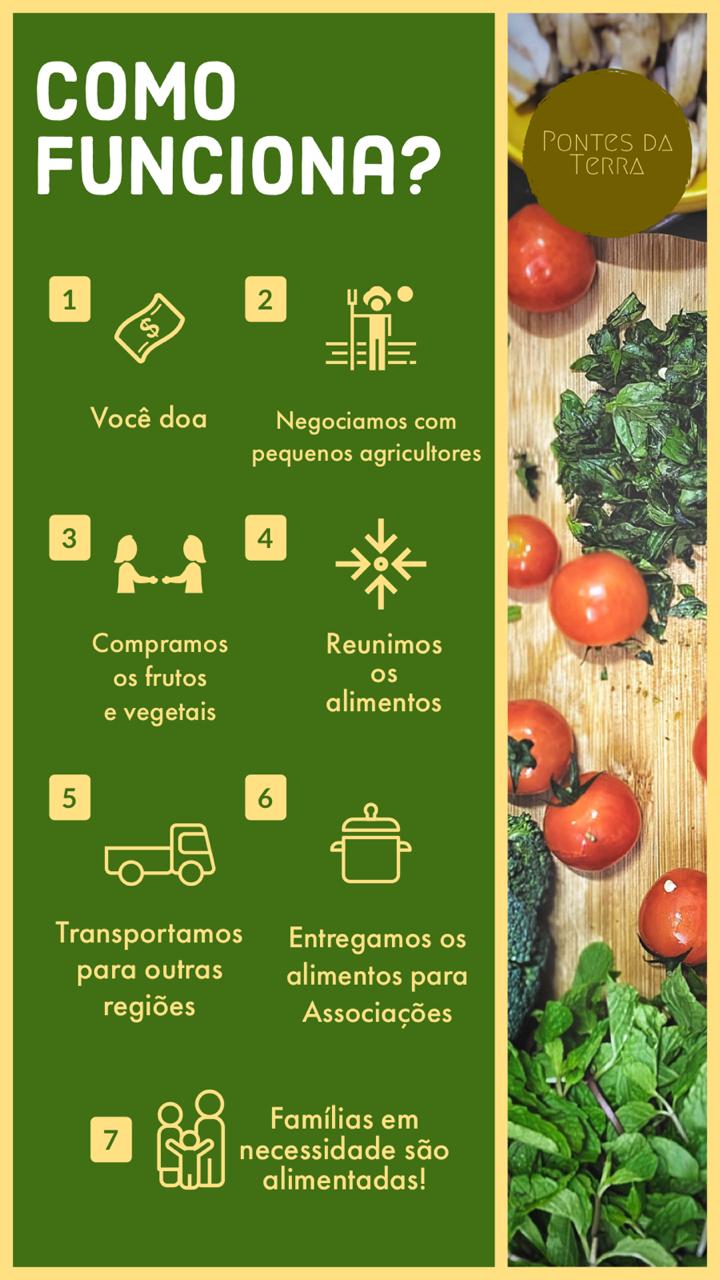 COMO
FUNCIONA?
PONTES DA
TERRA
1
$
Você doa
2
Negociamos com
pequenos agricultores
3
Compramos
os frutos
e vegetais
4
Reunimos
os
alimentos
5
Transportamos
para outras
regiões
6
Entregamos os
alimentos para
Associações
7
Famílias em
necessidade são
alimentadas!